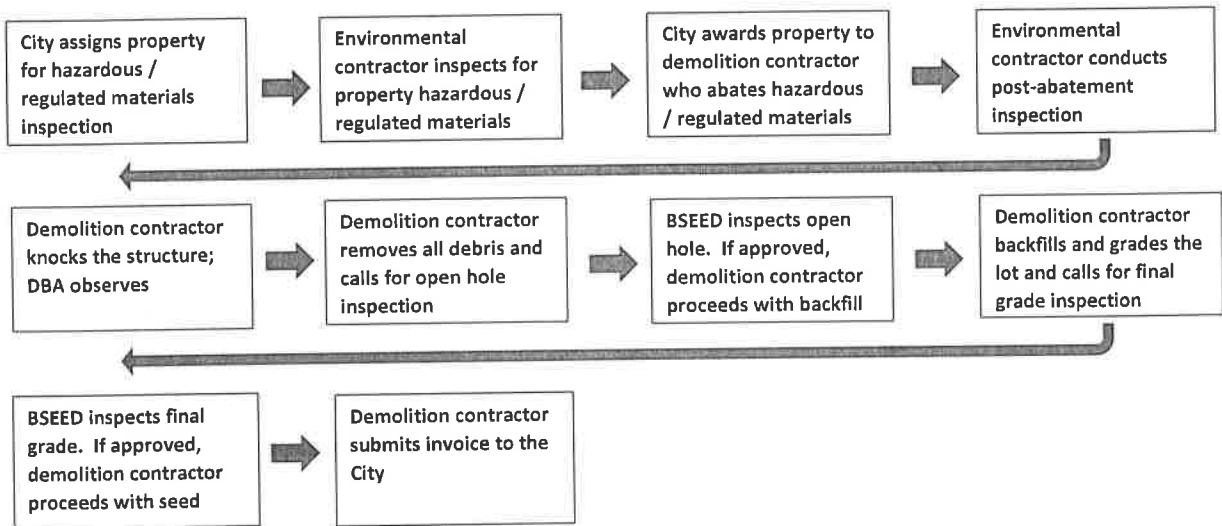 City assigns property
for hazardous /
regulated materials
inspection
Environmental
contractor inspects for
property hazardous /
regulated materials
City awards property to
demolition contractor
who abates hazardous
/ regulated materials
Environmental
contractor conducts
post-abatement
inspection
Demolition contractor
knocks the structure;
DBA observes
Demolition contractor
removes all debris and
calls for open hole
inspection
BSEED inspects open
hole.  If approved,
demolition contractor
proceeds with backfill
Demolition contractor
backfills and grades the
lot and calls for final
grade inspection
BSEED inspects final
grade.  If approved,
demolition contractor
proceeds with seed
Demolition contractor
submits invoice to the
City